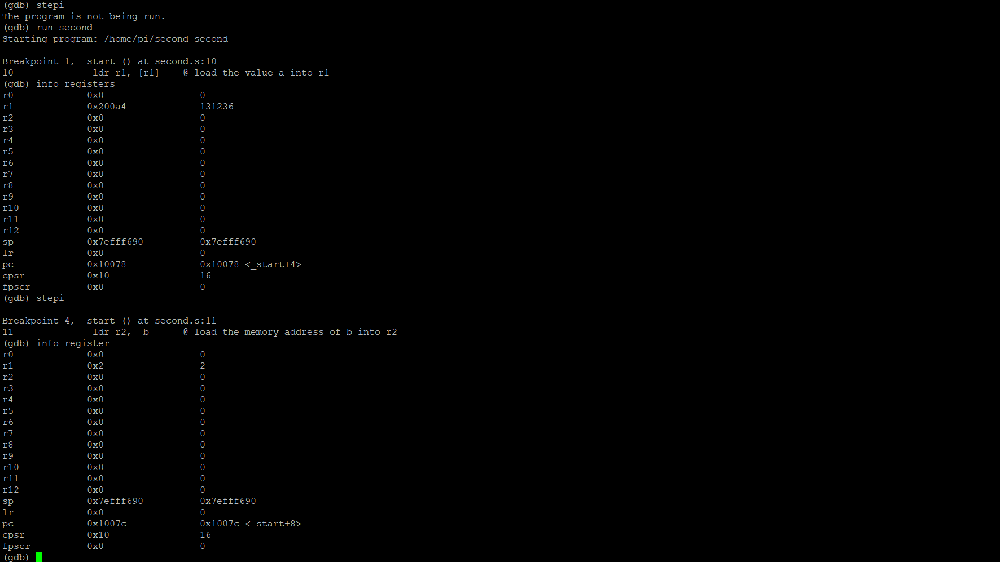 (gdb) stepi
The program is not being run.
(gdb) run second
Starting program: /home/pi/second second
Breakpoint 1, _start () at second.s:10
10              ldr r1, [r1]    @ load the value a into r1
(gdb) info registers
r0             0x0                 0
r1             0x200a4             131236
r2             0x0                 0
r3             0x0                 0
r4             0x0                 0
r5             0x0                 0
r6             0x0                 0
r7             0x0                 0
r8             0x0                 0
r9             0x0                 0
r10            0x0                 0
r11            0x0                 0
r12            0x0                 0
sp             0x7efff690          0x7efff690
lr             0x0                 0
pc             0x10078             0x10078 <_start+4>
cpsr           0x10                16
fpscr          0x0                 0
(gdb) stepi
Breakpoint 4, _start () at second.s:11
11              ldr r2, =b      @ load the memory address of b into r2
(gdb) info register
r0             0x0                 0
r1             0x2                 2
r2             0x0                 0
r3             0x0                 0
r4             0x0                 0
r5             0x0                 0
r6             0x0                 0
r7             0x0                 0
r8             0x0                 0
r9             0x0                 0
r10            0x0                 0
r11            0x0                 0
r12            0x0                 0
sp             0x7efff690          0x7efff690
lr             0x0                 0
pc             0x1007c             0x1007c <_start+8>
cpsr           0x10                16
fpscr          0x0                 0
(gdb)